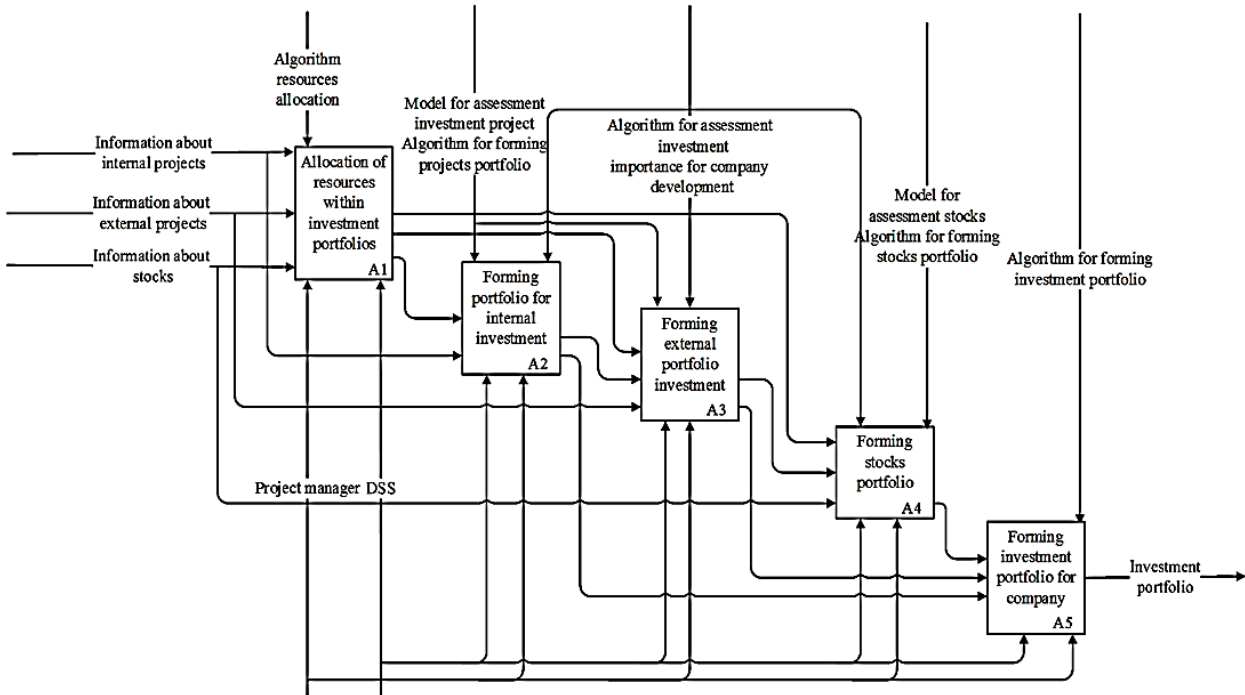 Algorithm
resources
allocation
Model for assessment
investment project
Algorithm for forming
projects portfolio
Algorithm for assessment
investment
importance for company
development
Information about
internal projects
Information about
external projects
Information about
stocks
Allocation of
resources within
investment
portfolios
A1
Model for
assessment stocks
Algorithm for forming
stocks portfolio
Algorithm for forming
investment portfolio
Forming
portfolio for
internal
investment
A2
Forming
external
portfolio
investment
A3
Forming
stocks
portfolio
A4
Project manager DSS
Forming
investment
portfolio for
company
A5
Investment
portfolio